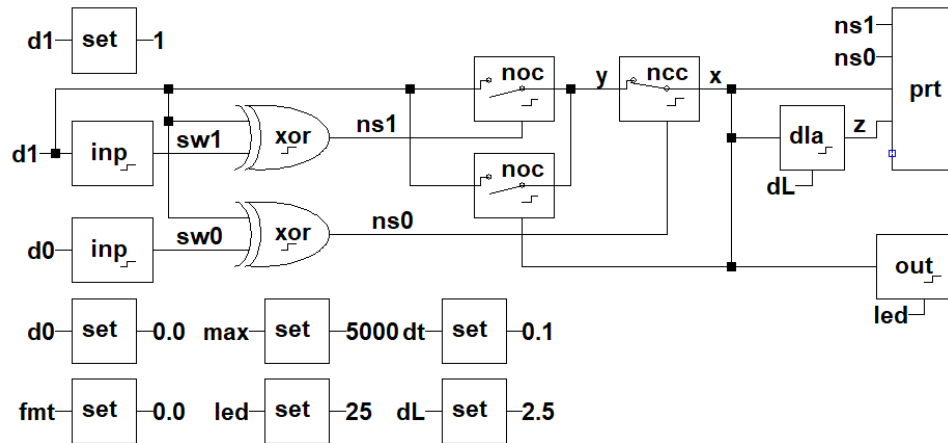 d1 set 1
ns1
ns0
prt
noc y ncc x
d1 inp sw1 xor ns1
dla z
dL
noc
d0 inp sw0 xor ns0
out
led
d0 set 0.0 max set 5000 dt set 0.1
fmt set 0.0 led set 25 dL set 2.5